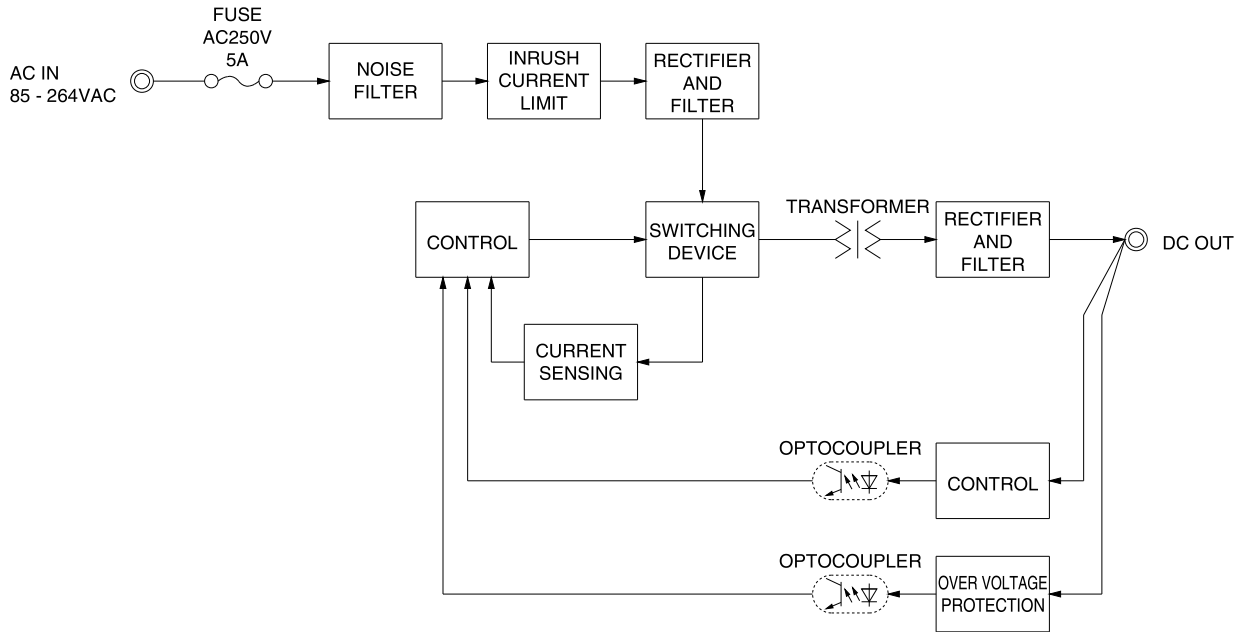 FUSE
AC250V
5A
AC IN
85 - 264VAC
NOISE
FILTER
INRUSH
CURRENT
LIMIT
RECTIFIER
AND
FILTER
CONTROL
SWITCHING
DEVICE
TRANSFORMER
RECTIFIER
AND
FILTER
DC OUT
CURRENT
SENSING
OPTOCOUPLER
CONTROL
OPTOCOUPLER
OVER VOLTAGE
PROTECTION